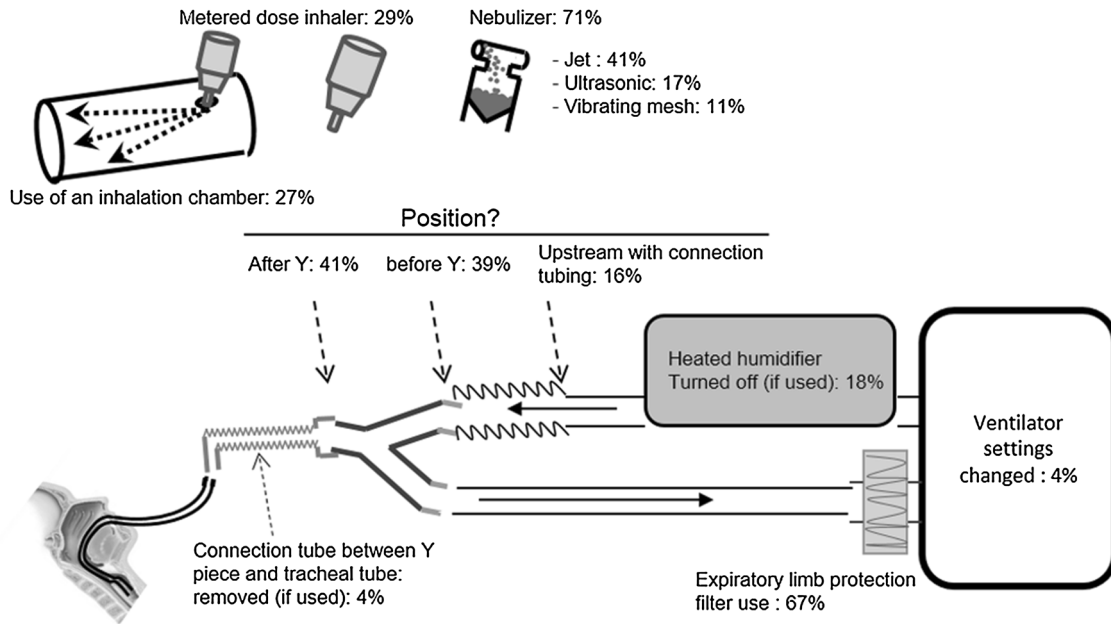 Metered dose inhaler: 29%
Nebulizer: 71%
- Jet : 41%
- Ultrasonic: 17%
- Vibrating mesh: 11%
Use of an inhalation chamber: 27%
Position?
After Y: 41%
before Y: 39%
Upstream with connection
tubing: 16%
Heated humidifier
Turned off (if used): 18%
Ventilator
settings
changed : 4%
Connection tube between Y
piece and tracheal tube:
removed (if used): 4%
Expiratory limb protection
filter use : 67%